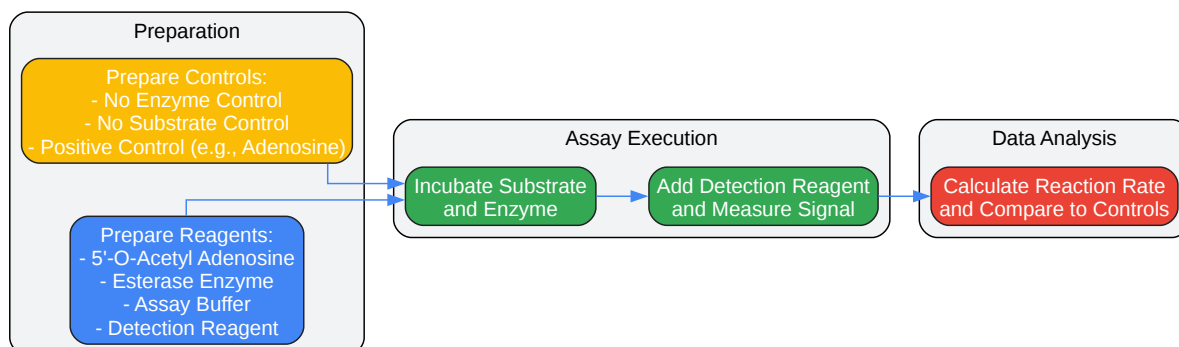 Preparation
Prepare Controls:
- No Enzyme Control
- No Substrate Control
- Positive Control (e.g., Adenosine)
Prepare Reagents:
- 5'-O-Acetyl Adenosine
- Esterase Enzyme
- Assay Buffer
- Detection Reagent
Assay Execution
Incubate Substrate
and Enzyme
Add Detection Reagent
and Measure Signal
Data Analysis
Calculate Reaction Rate
and Compare to Controls